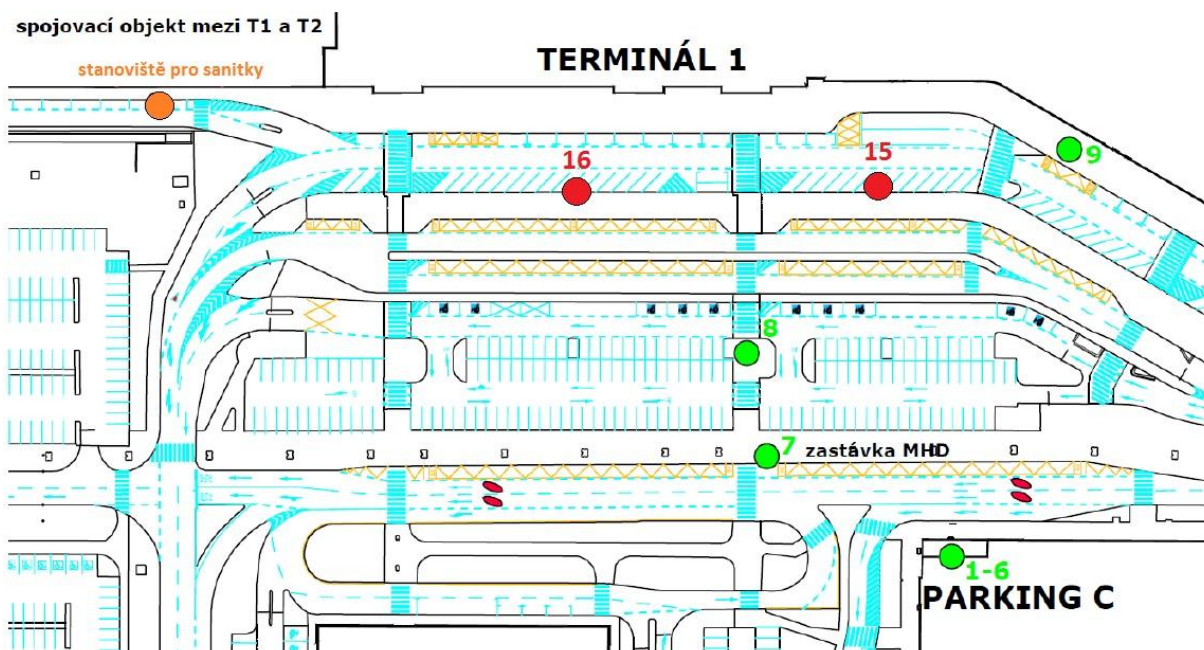 spojovací objekt mezi T1 a T2
TERMINÁL 1
stanoviště pro sanitky
16
15
9
8
7
zastávka MHD
1-6
PARKING C